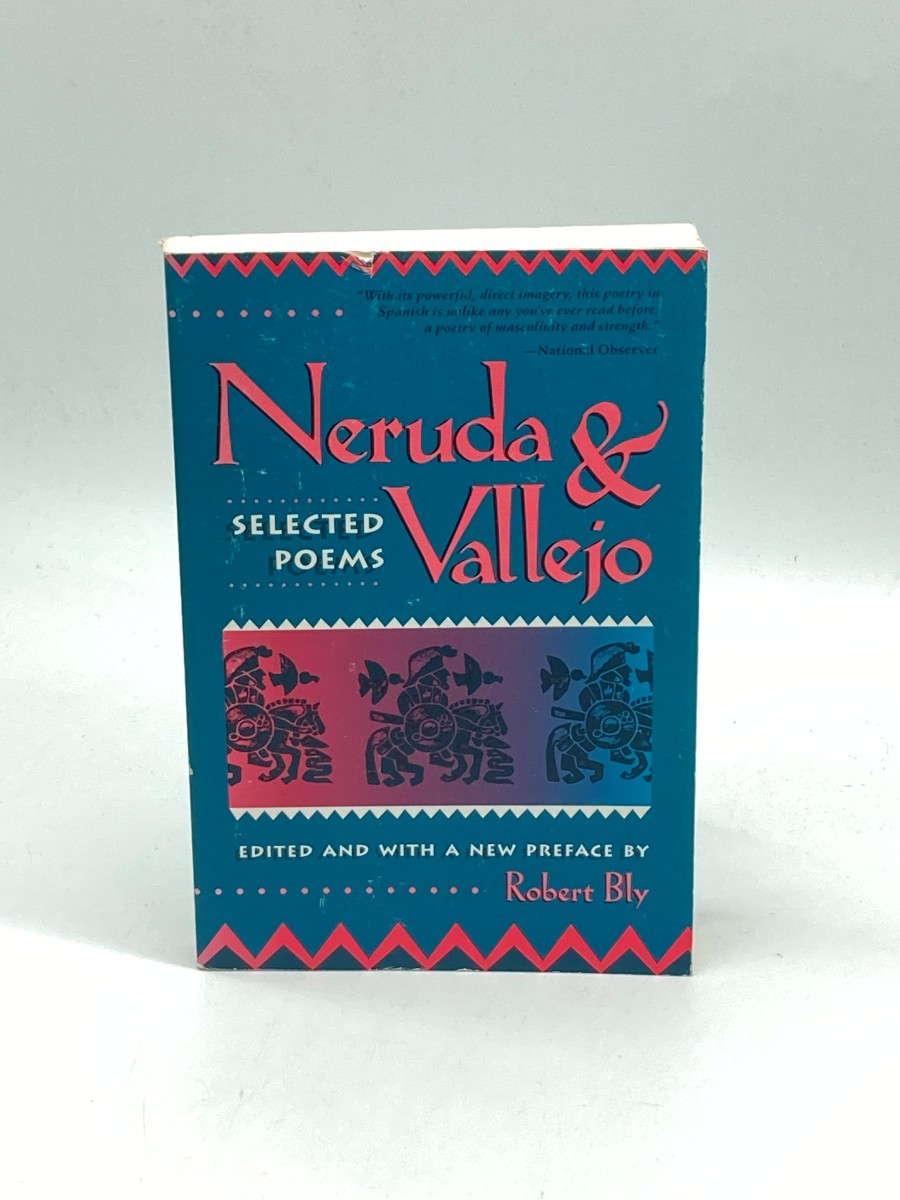 "With its powerful, direct imagery, this poetry in
Spanish is unlike any you've ever read before,
a poetry of masculinity and strength."
—National Observer
Neruda &
SELECTED
POEMS
Vallejo
EDITED AND WITH A NEW PREFACE BY
Robert Bly